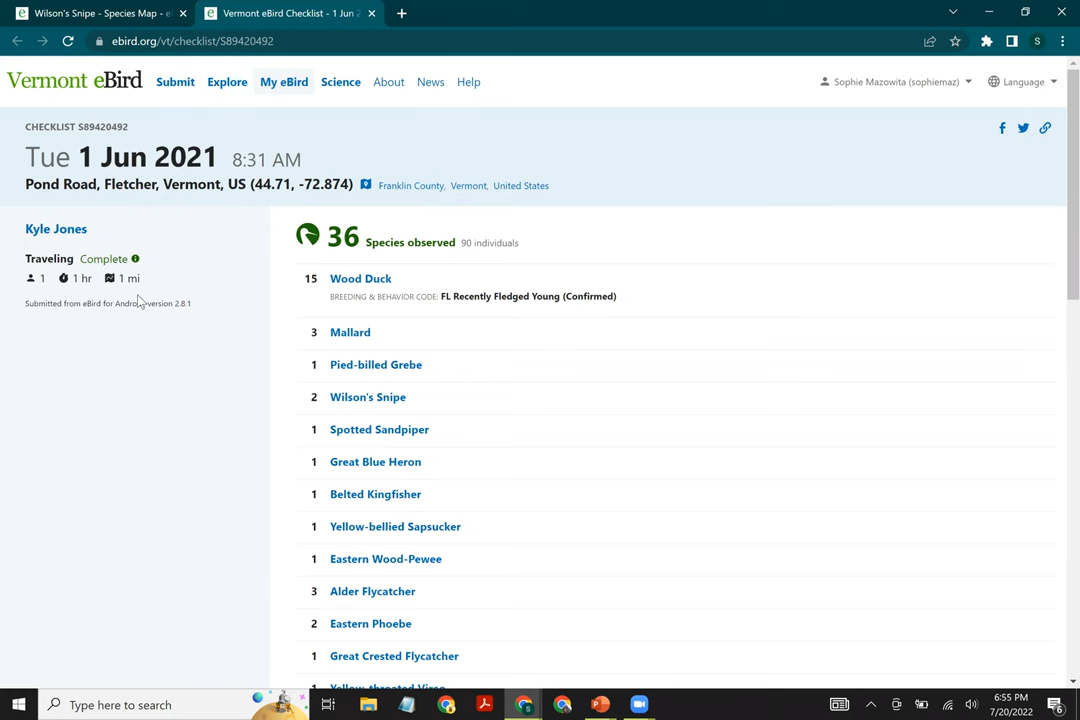 Wilson's Snipe - Species Map - e
Vermont eBird Checklist - 1 Jun 2
ebird.org/vt/checklist/S89420492
S
Vermont eBird
Submit
Explore
My eBird
Science
About
News
Help
Sophie Mazowita (sophiemaz)
Language
CHECKLIST S89420492
Tue 1 Jun 2021 8:31 AM
Pond Road, Fletcher, Vermont, US (44.71, -72.874)
Franklin County, Vermont, United States
Kyle Jones
Traveling Complete
1 1 hr 1 mi
Submitted from eBird for Android version 2.8.1
36 Species observed 90 individuals
15 Wood Duck
BREEDING & BEHAVIOR CODE: FL Recently Fledged Young (Confirmed)
3 Mallard
1 Pied-billed Grebe
2 Wilson's Snipe
1 Spotted Sandpiper
1 Great Blue Heron
1 Belted Kingfisher
1 Yellow-bellied Sapsucker
1 Eastern Wood-Pewee
3 Alder Flycatcher
2 Eastern Phoebe
1 Great Crested Flycatcher
1 Yellow-throated Vireo
Type here to search
6:55 PM
7/20/2022
6